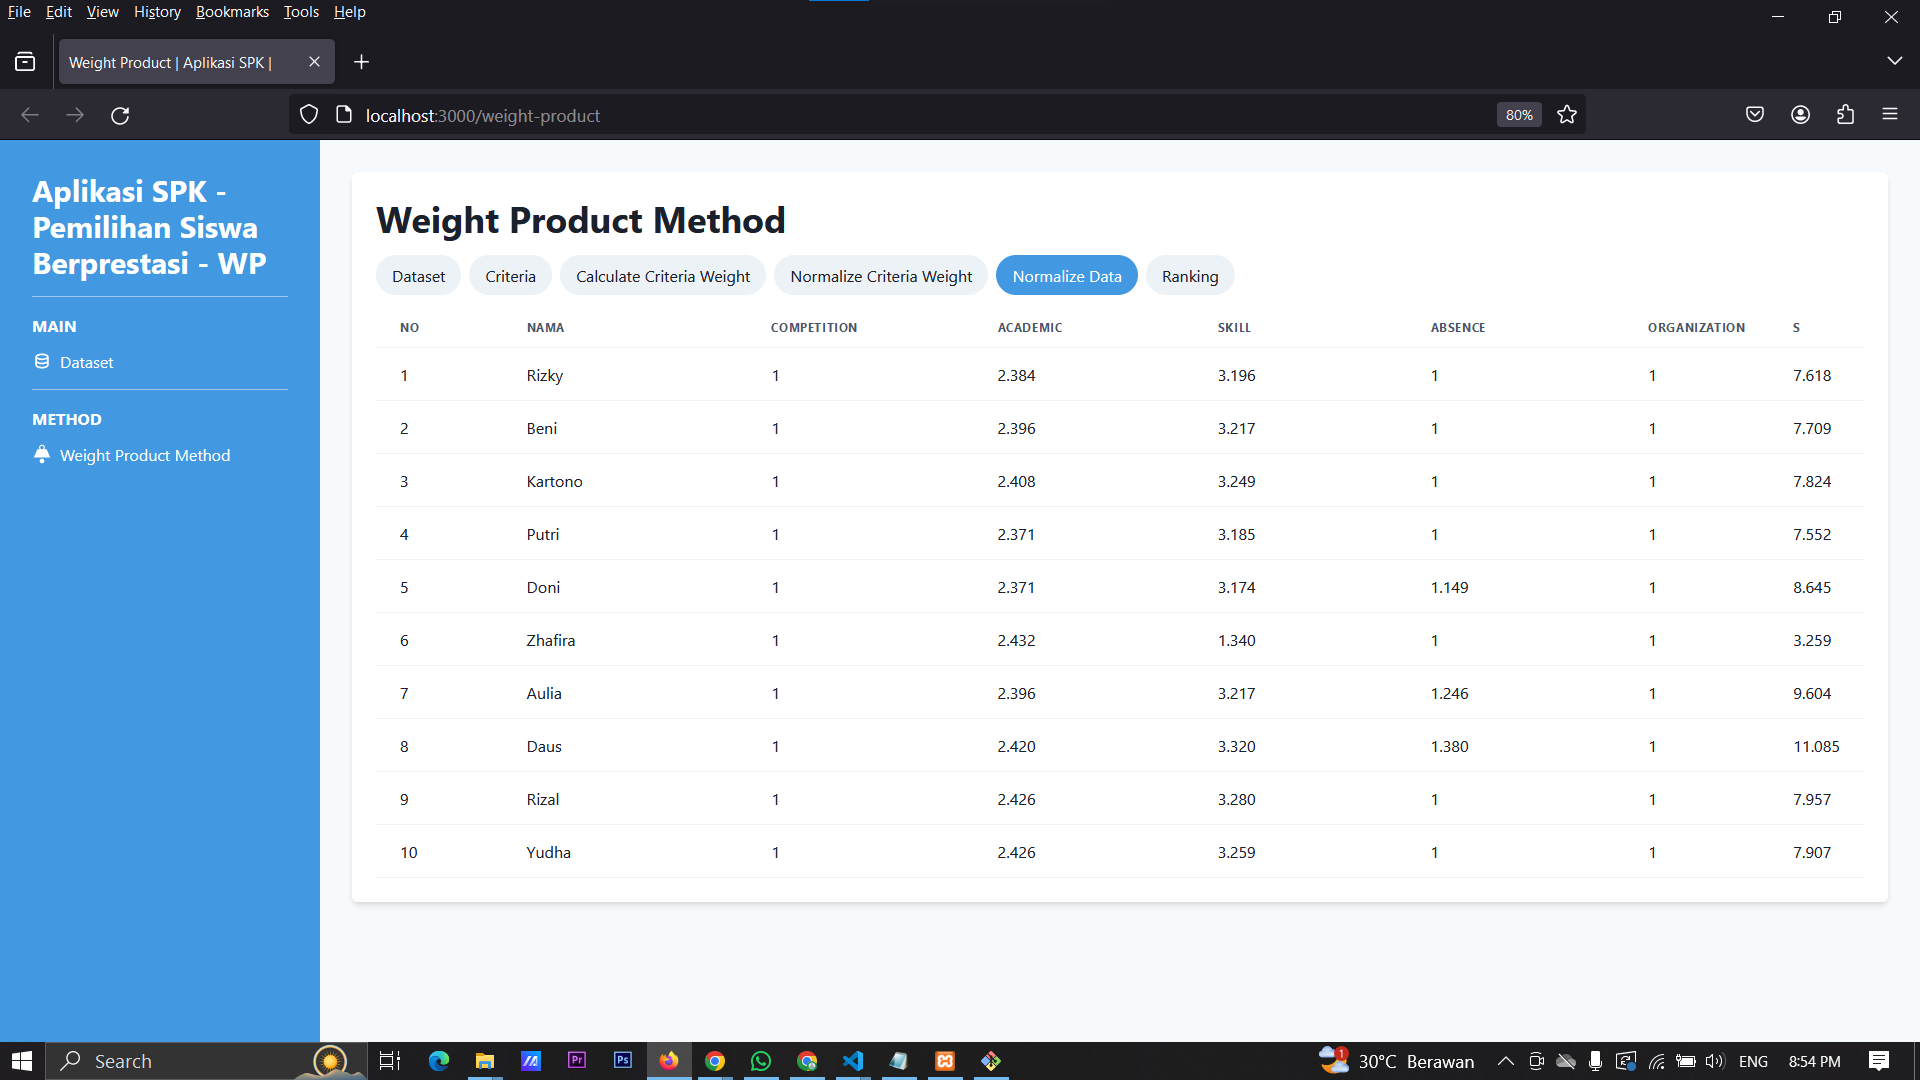 File Edit View History Bookmarks Tools Help
Weight Product | Aplikasi SPK |
localhost:3000/weight-product 80%
Aplikasi SPK -
Pemilihan Siswa
Berprestasi - WP
MAIN
Dataset
METHOD
Weight Product Method
Weight Product Method
Dataset Criteria Calculate Criteria Weight Normalize Criteria Weight Normalize Data Ranking
NO NAMA COMPETITION ACADEMIC SKILL ABSENCE ORGANIZATION S
1 Rizky 1 2.384 3.196 1 1 7.618
2 Beni 1 2.396 3.217 1 1 7.709
3 Kartono 1 2.408 3.249 1 1 7.824
4 Putri 1 2.371 3.185 1 1 7.552
5 Doni 1 2.371 3.174 1.149 1 8.645
6 Zhafira 1 2.432 1.340 1 1 3.259
7 Aulia 1 2.396 3.217 1.246 1 9.604
8 Daus 1 2.420 3.320 1.380 1 11.085
9 Rizal 1 2.426 3.280 1 1 7.957
10 Yudha 1 2.426 3.259 1 1 7.907
Search Pr Ps 1 30°C Berawan ENG 8:54 PM